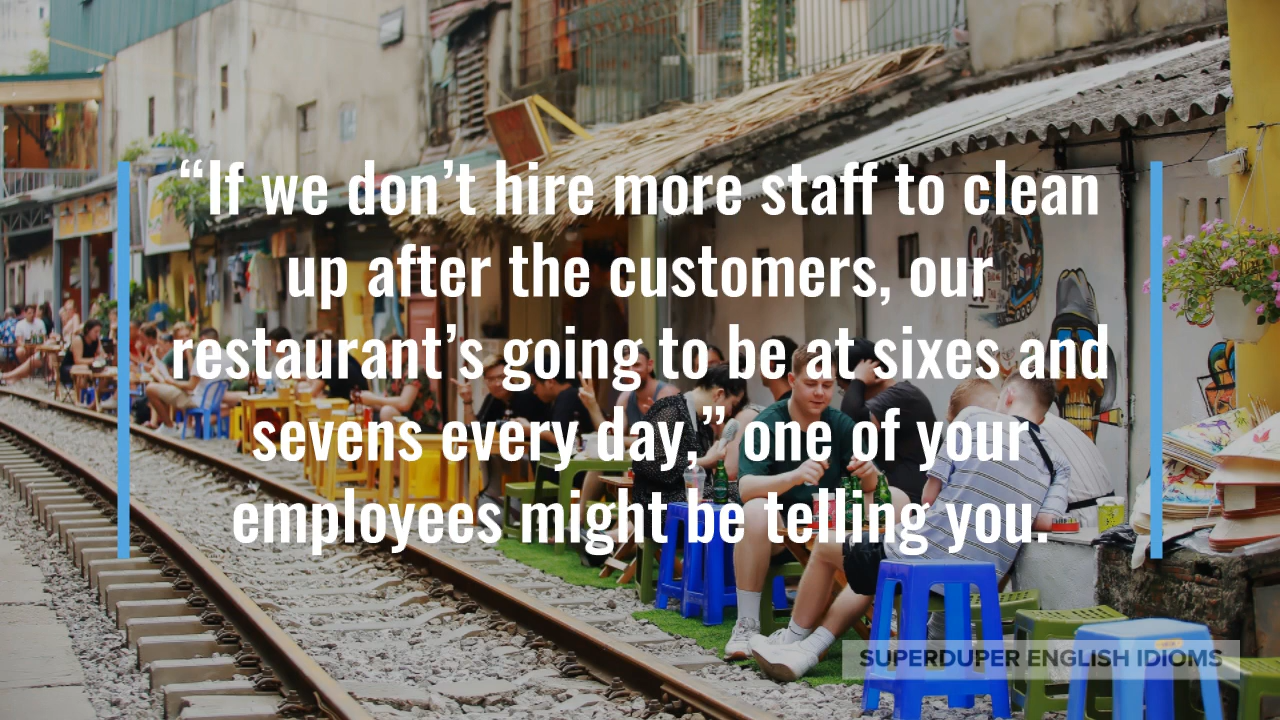 “If we don’t hire more staff to clean
up after the customers, our
restaurant’s going to be at sixes and
sevens every day,” one of your
employees might be telling you.
SUPERDUPER ENGLISH IDIOMS